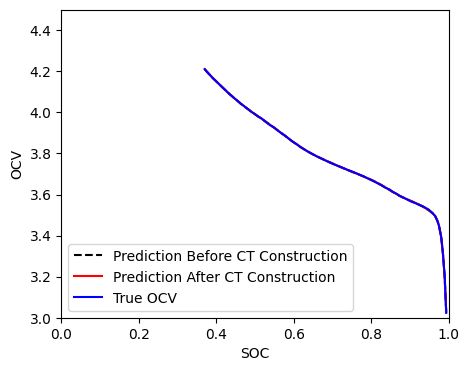 4.4
4.2
4.0
3.8
3.6
3.4
3.2
3.0
OCV
Prediction Before CT Construction
Prediction After CT Construction
True OCV
0.0 0.2 0.4 0.6 0.8 1.0
SOC